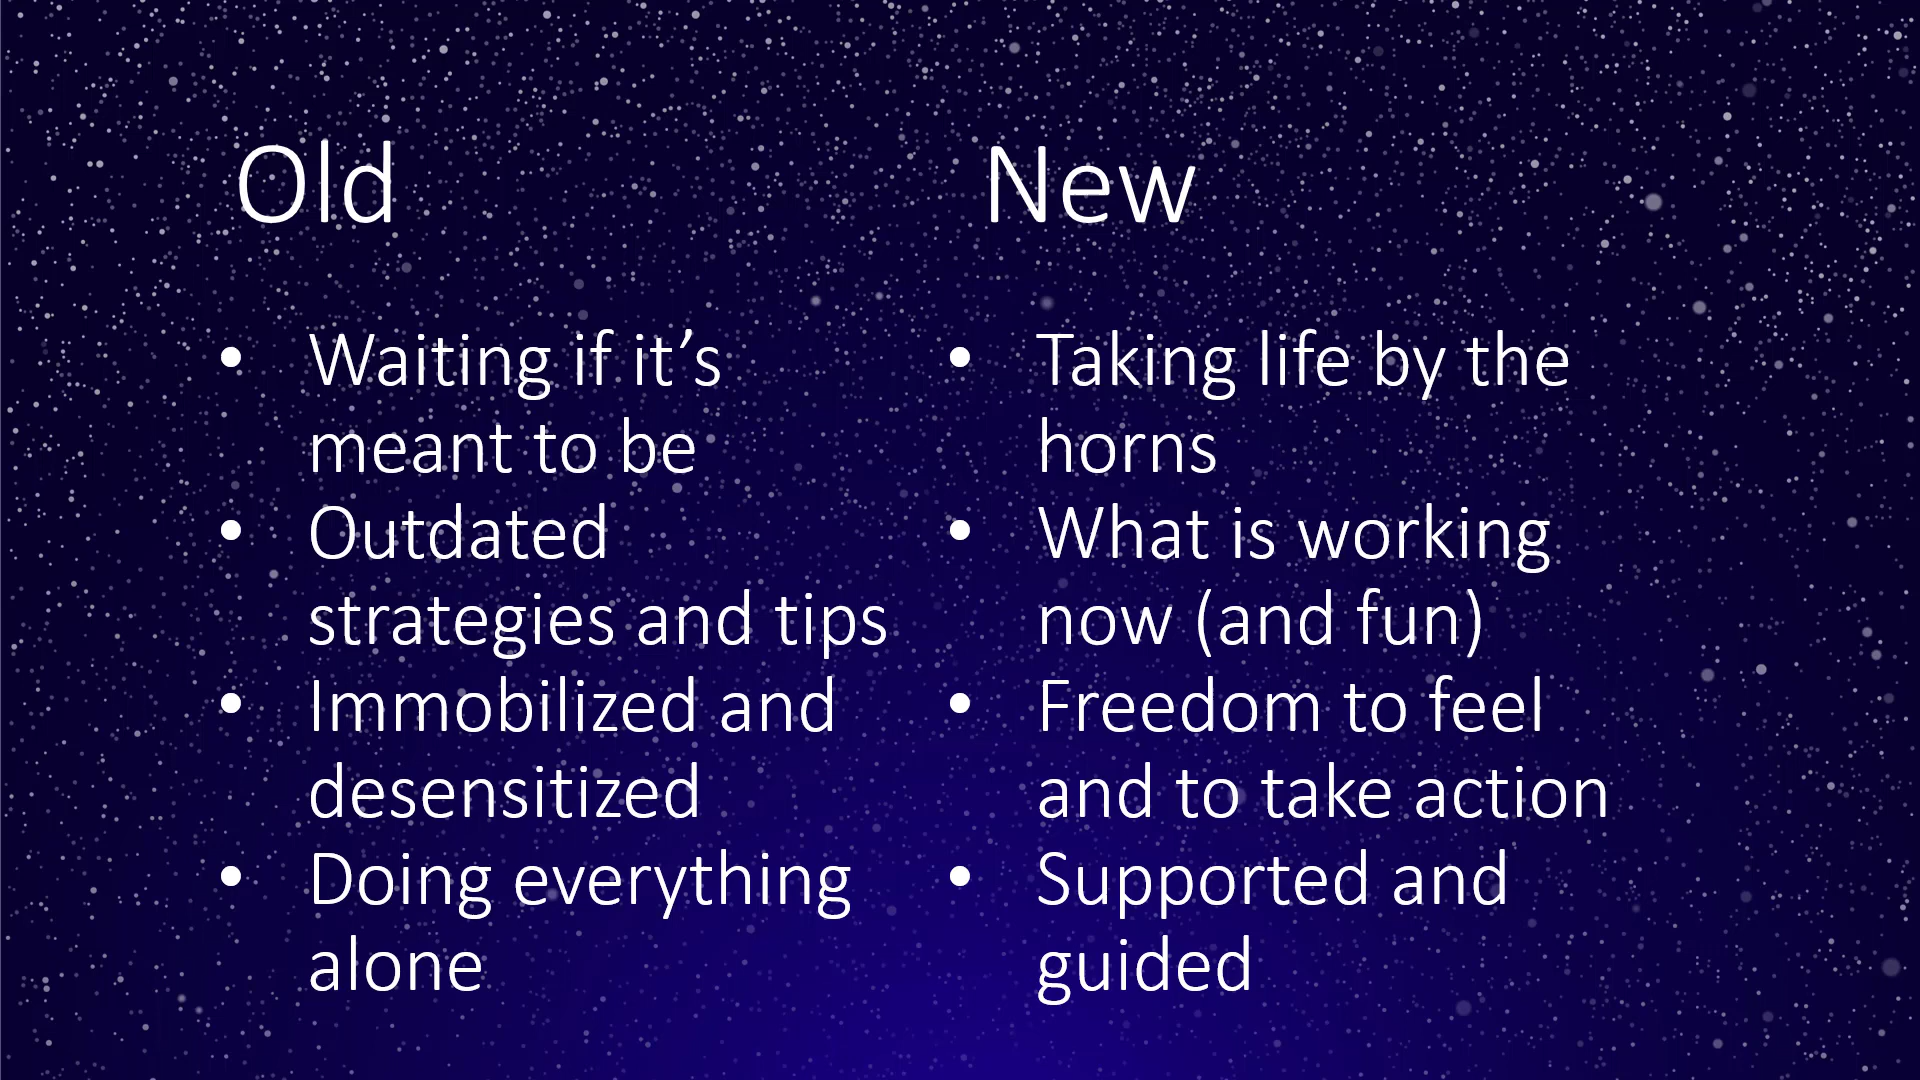 Old
• Waiting if it’s
meant to be
• Outdated
strategies and tips
• Immobilized and
desensitized
• Doing everything
alone
New
• Taking life by the
horns
• What is working
now (and fun)
• Freedom to feel
and to take action
• Supported and
guided